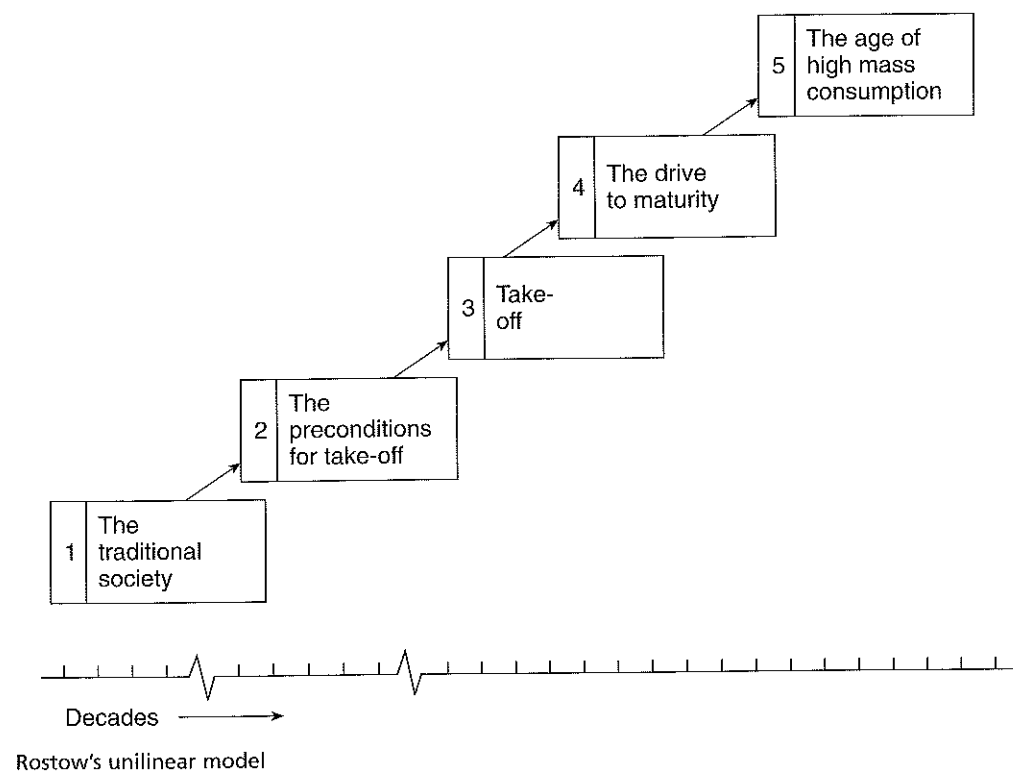 5
The age of
high mass
consumption
4
The drive
to maturity
3
Take-
off
2
The
preconditions
for take-off
1
The
traditional
society
Decades
Rostow's unilinear model